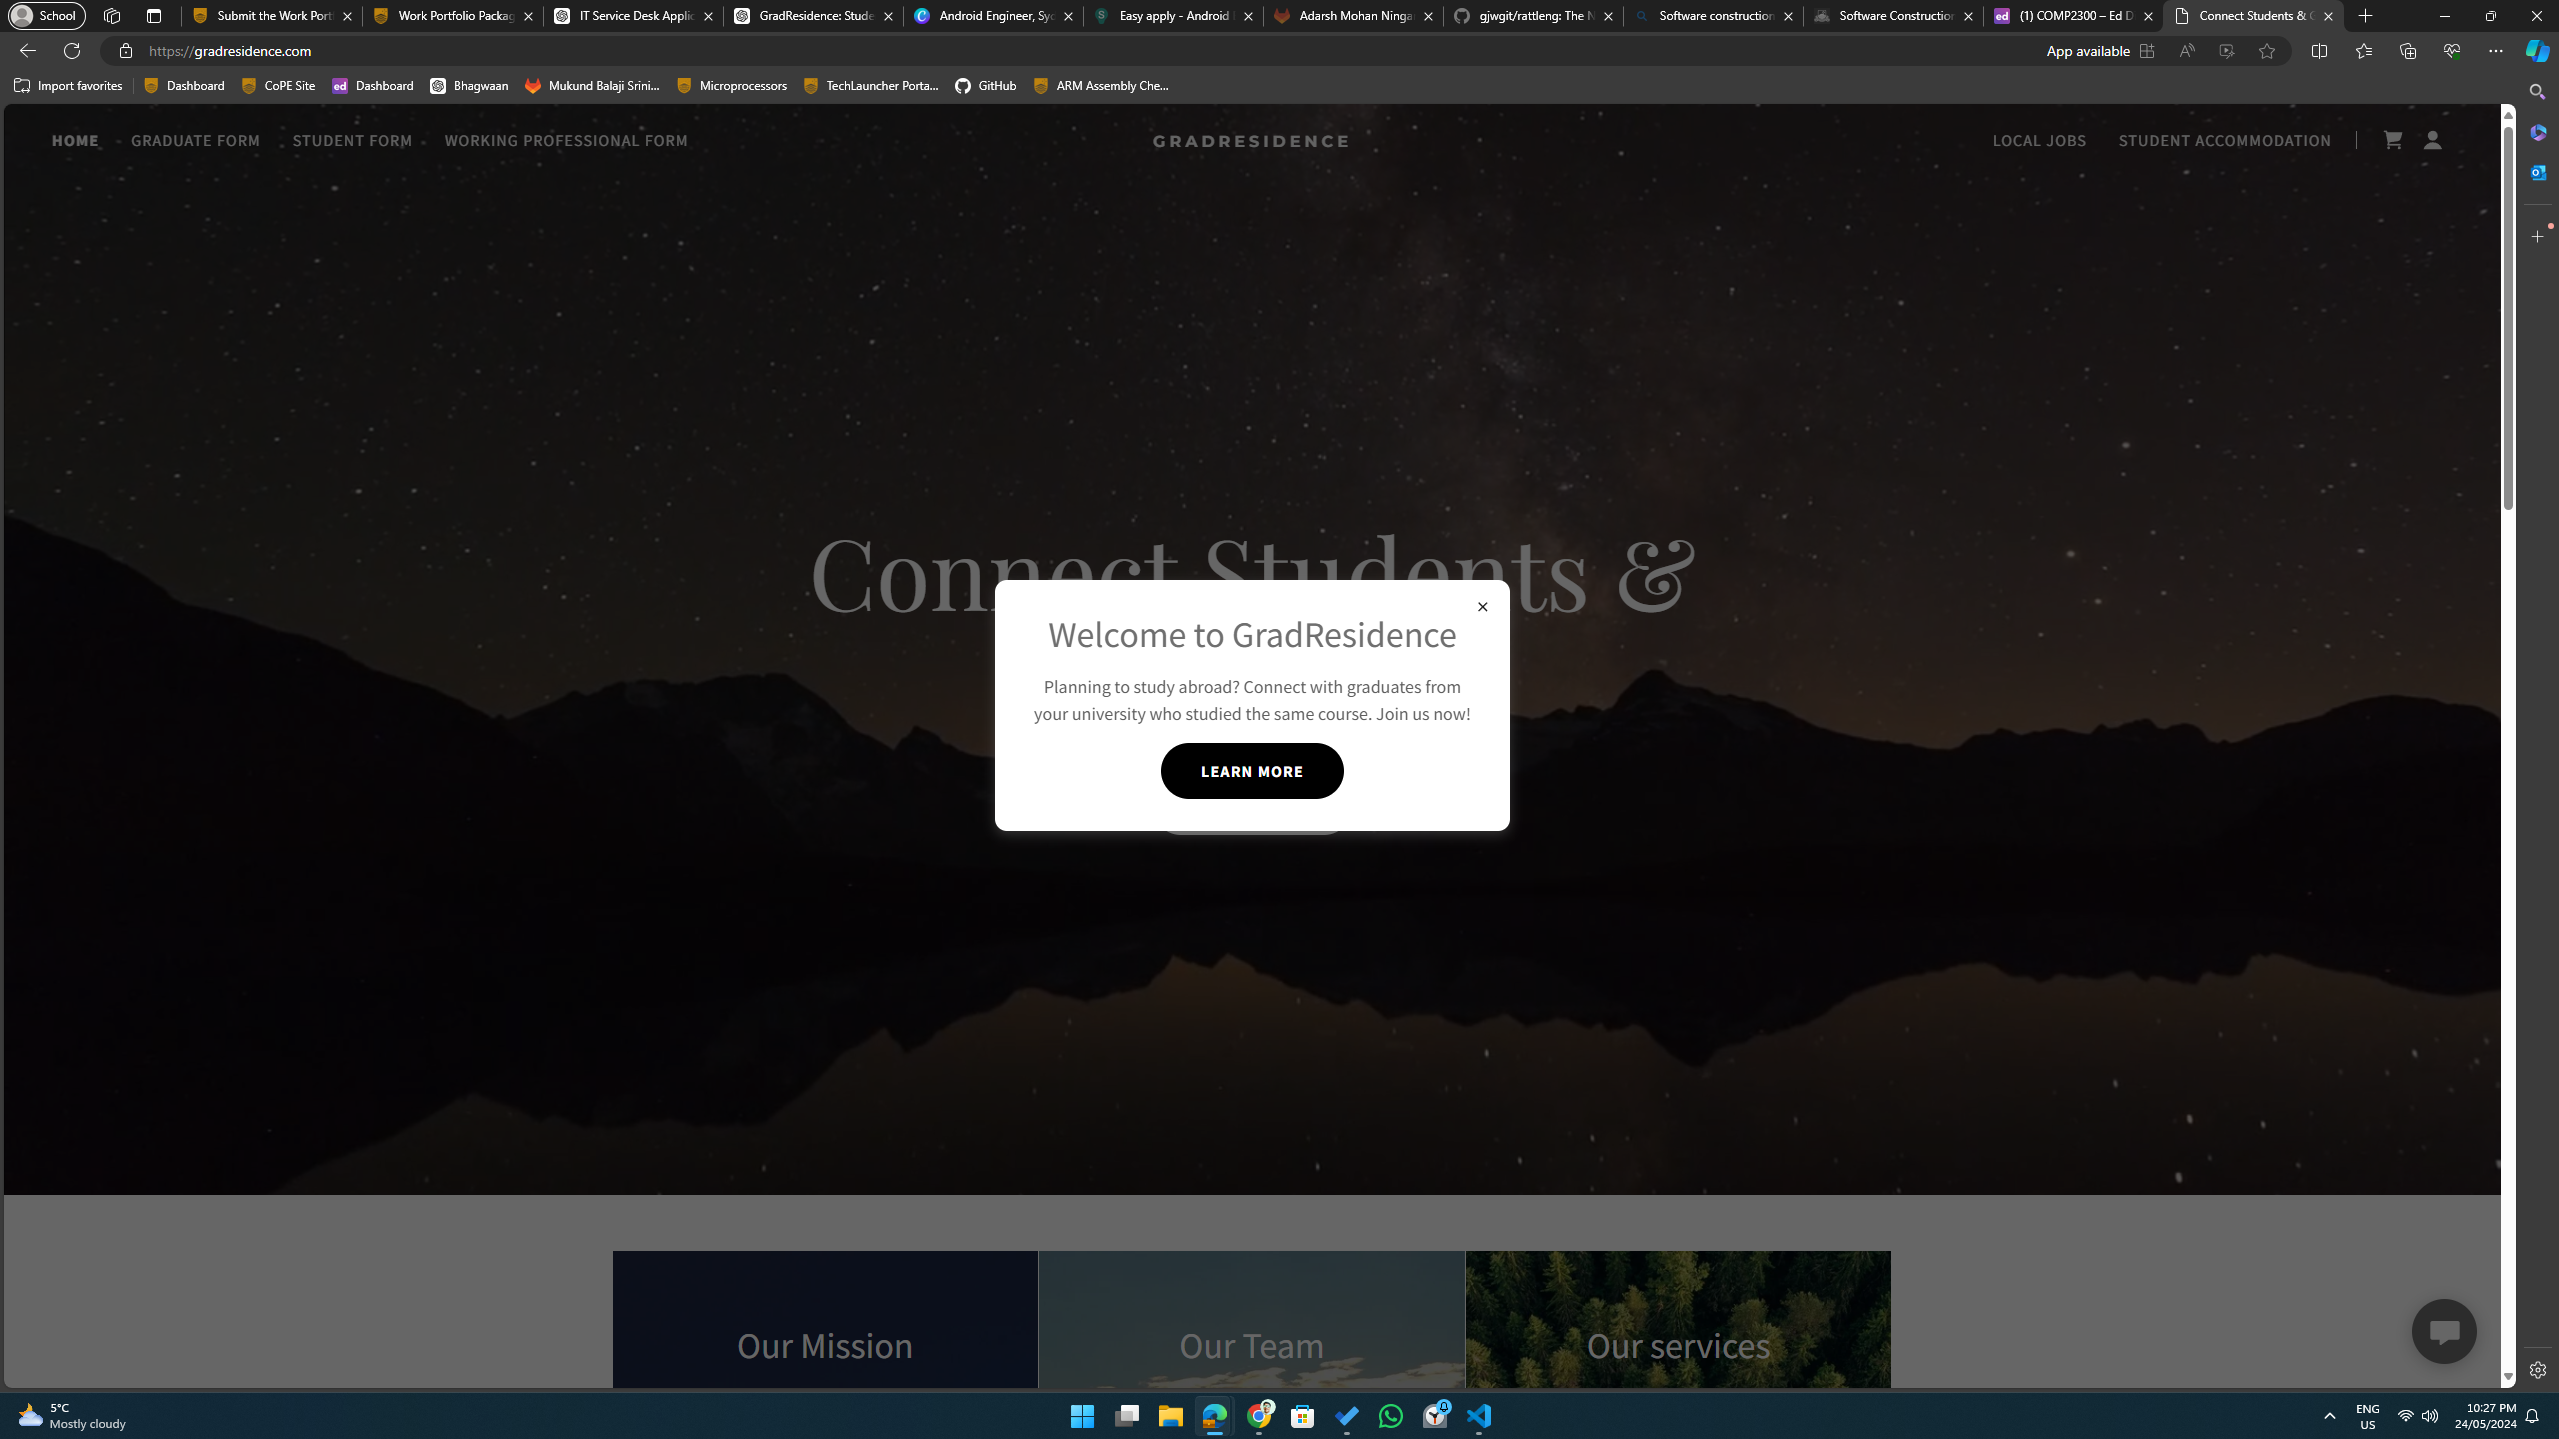 School
Submit the Work Port
Work Portfolio Packag
IT Service Desk Applic
GradResidence: Stude
Android Engineer, Syd
Easy apply - Android
Adarsh Mohan Ninga
gjwgit/rattleng: The N
Software construction
Software Construction
(1) COMP2300 – Ed D
Connect Students & G
https://gradresidence.com
App available
Import favorites
Dashboard
CoPE Site
ed
Dashboard
Bhagwaan
Mukund Balaji Srini...
Microprocessors
TechLauncher Porta...
GitHub
ARM Assembly Che...
HOME
GRADUATE FORM
STUDENT FORM
WORKING PROFESSIONAL FORM
GRADRESIDENCE
LOCAL JOBS
STUDENT ACCOMMODATION
Connect Students &
Welcome to GradResidence
Planning to study abroad? Connect with graduates from
your university who studied the same course. Join us now!
LEARN MORE
Our Mission
Our Team
Our services
5°C
Mostly cloudy
ENG
US
10:27 PM
24/05/2024